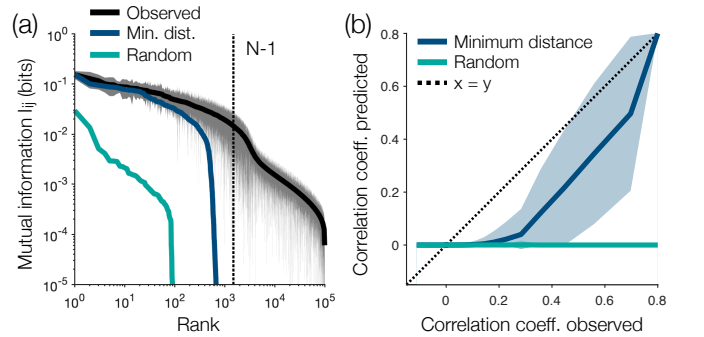 (a)
Observed
Min. dist.
Random
N-1
Mutual information Iij (bits)
10^0
10^-1
10^-2
10^-3
10^-4
10^-5
10^0 10^1 10^2 10^3 10^4 10^5
Rank
(b)
Minimum distance
Random
x = y
Correlation coeff. predicted
0.8
0.6
0.4
0.2
0
0 0.2 0.4 0.6 0.8
Correlation coeff. observed